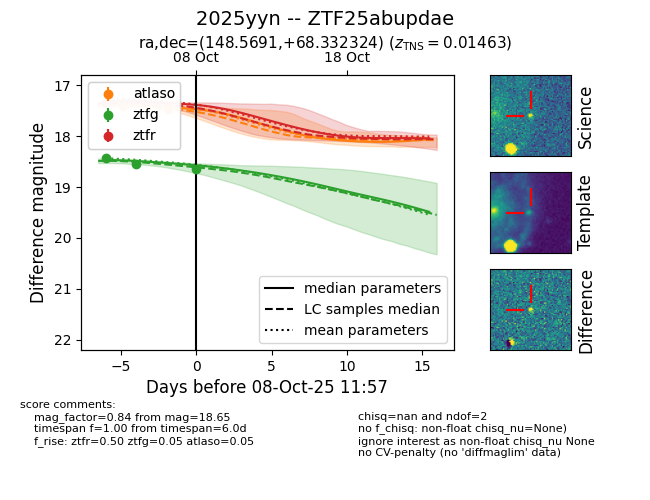 2025yyn -- ZTF25abupdae
ra,dec=(148.5691,+68.332324) (z_TNS = 0.01463)
08 Oct 18 Oct
17
18
19
20
21
22
Difference magnitude
atlaso
ztfg
ztfr
median parameters
LC samples median
mean parameters
−5 0 5 10 15
Days before 08-Oct-25 11:57
Science
Template
Difference
score comments:
mag_factor=0.84 from mag=18.65
timespan f=1.00 from timespan=6.0d
f_rise: ztfr=0.50 ztfg=0.05 atlaso=0.05
chisq=nan and ndof=2
no f_chisq: non-float chisq_nu=None)
ignore interest as non-float chisq_nu None
no CV-penalty (no 'diffmaglim' data)